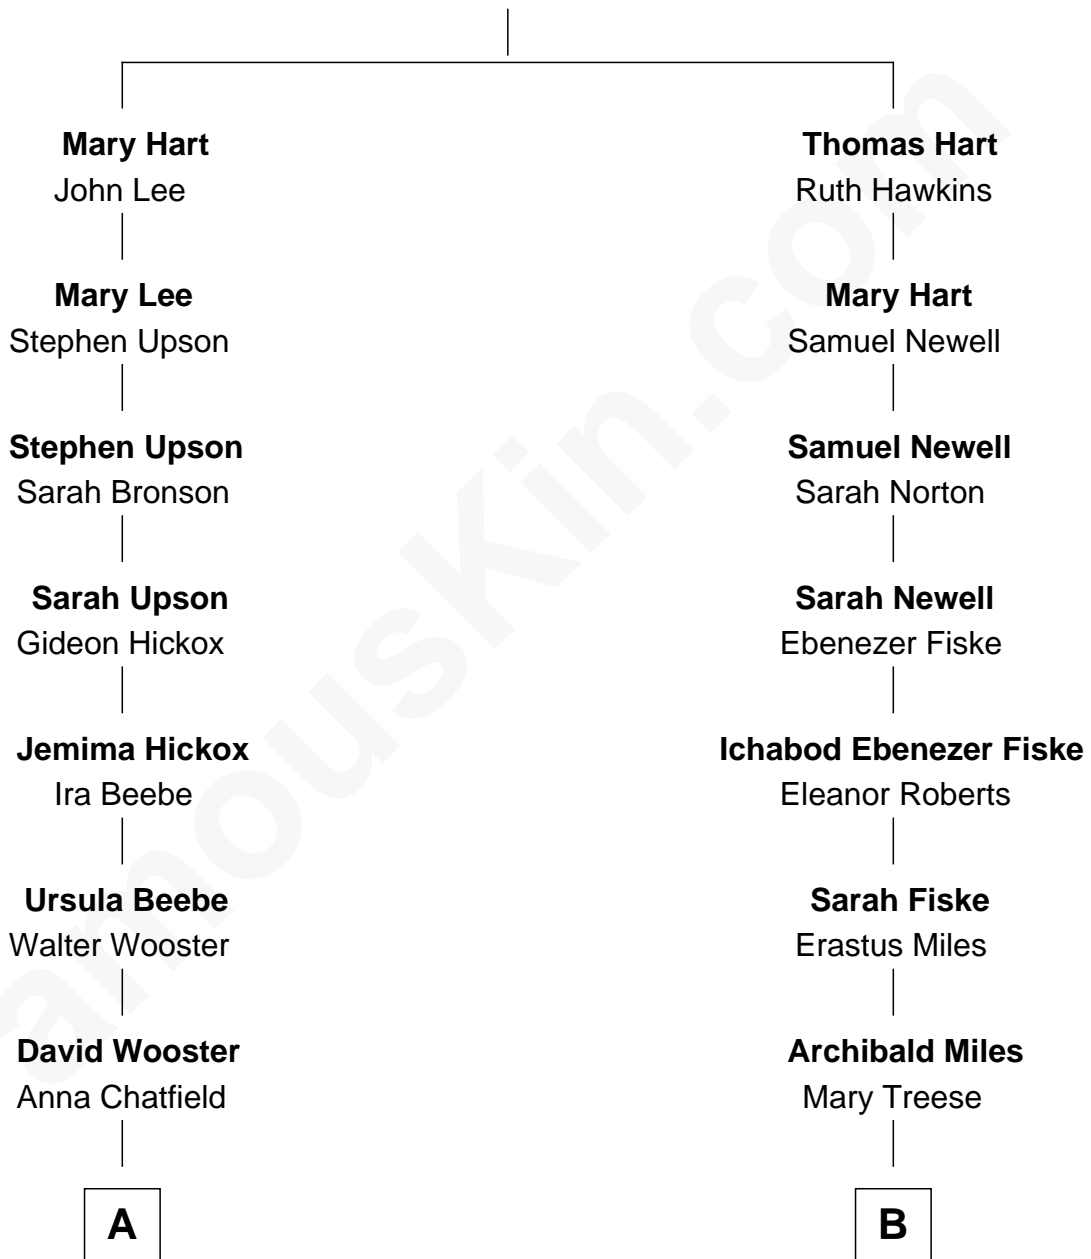 Mary Hart Thomas Hart
John Lee Ruth Hawkins
Mary Lee Mary Hart
Stephen Upson Samuel Newell
Stephen Upson Samuel Newell
Sarah Bronson Sarah Norton
Sarah Upson Sarah Newell
Gideon Hickox Ebenezer Fiske
Jemima Hickox Ichabod Ebenezer Fiske
Ira Beebe Eleanor Roberts
Ursula Beebe Sarah Fiske
Walter Wooster Erastus Miles
David Wooster Archibald Miles
Anna Chatfield Mary Treese
A B
amousKin.com